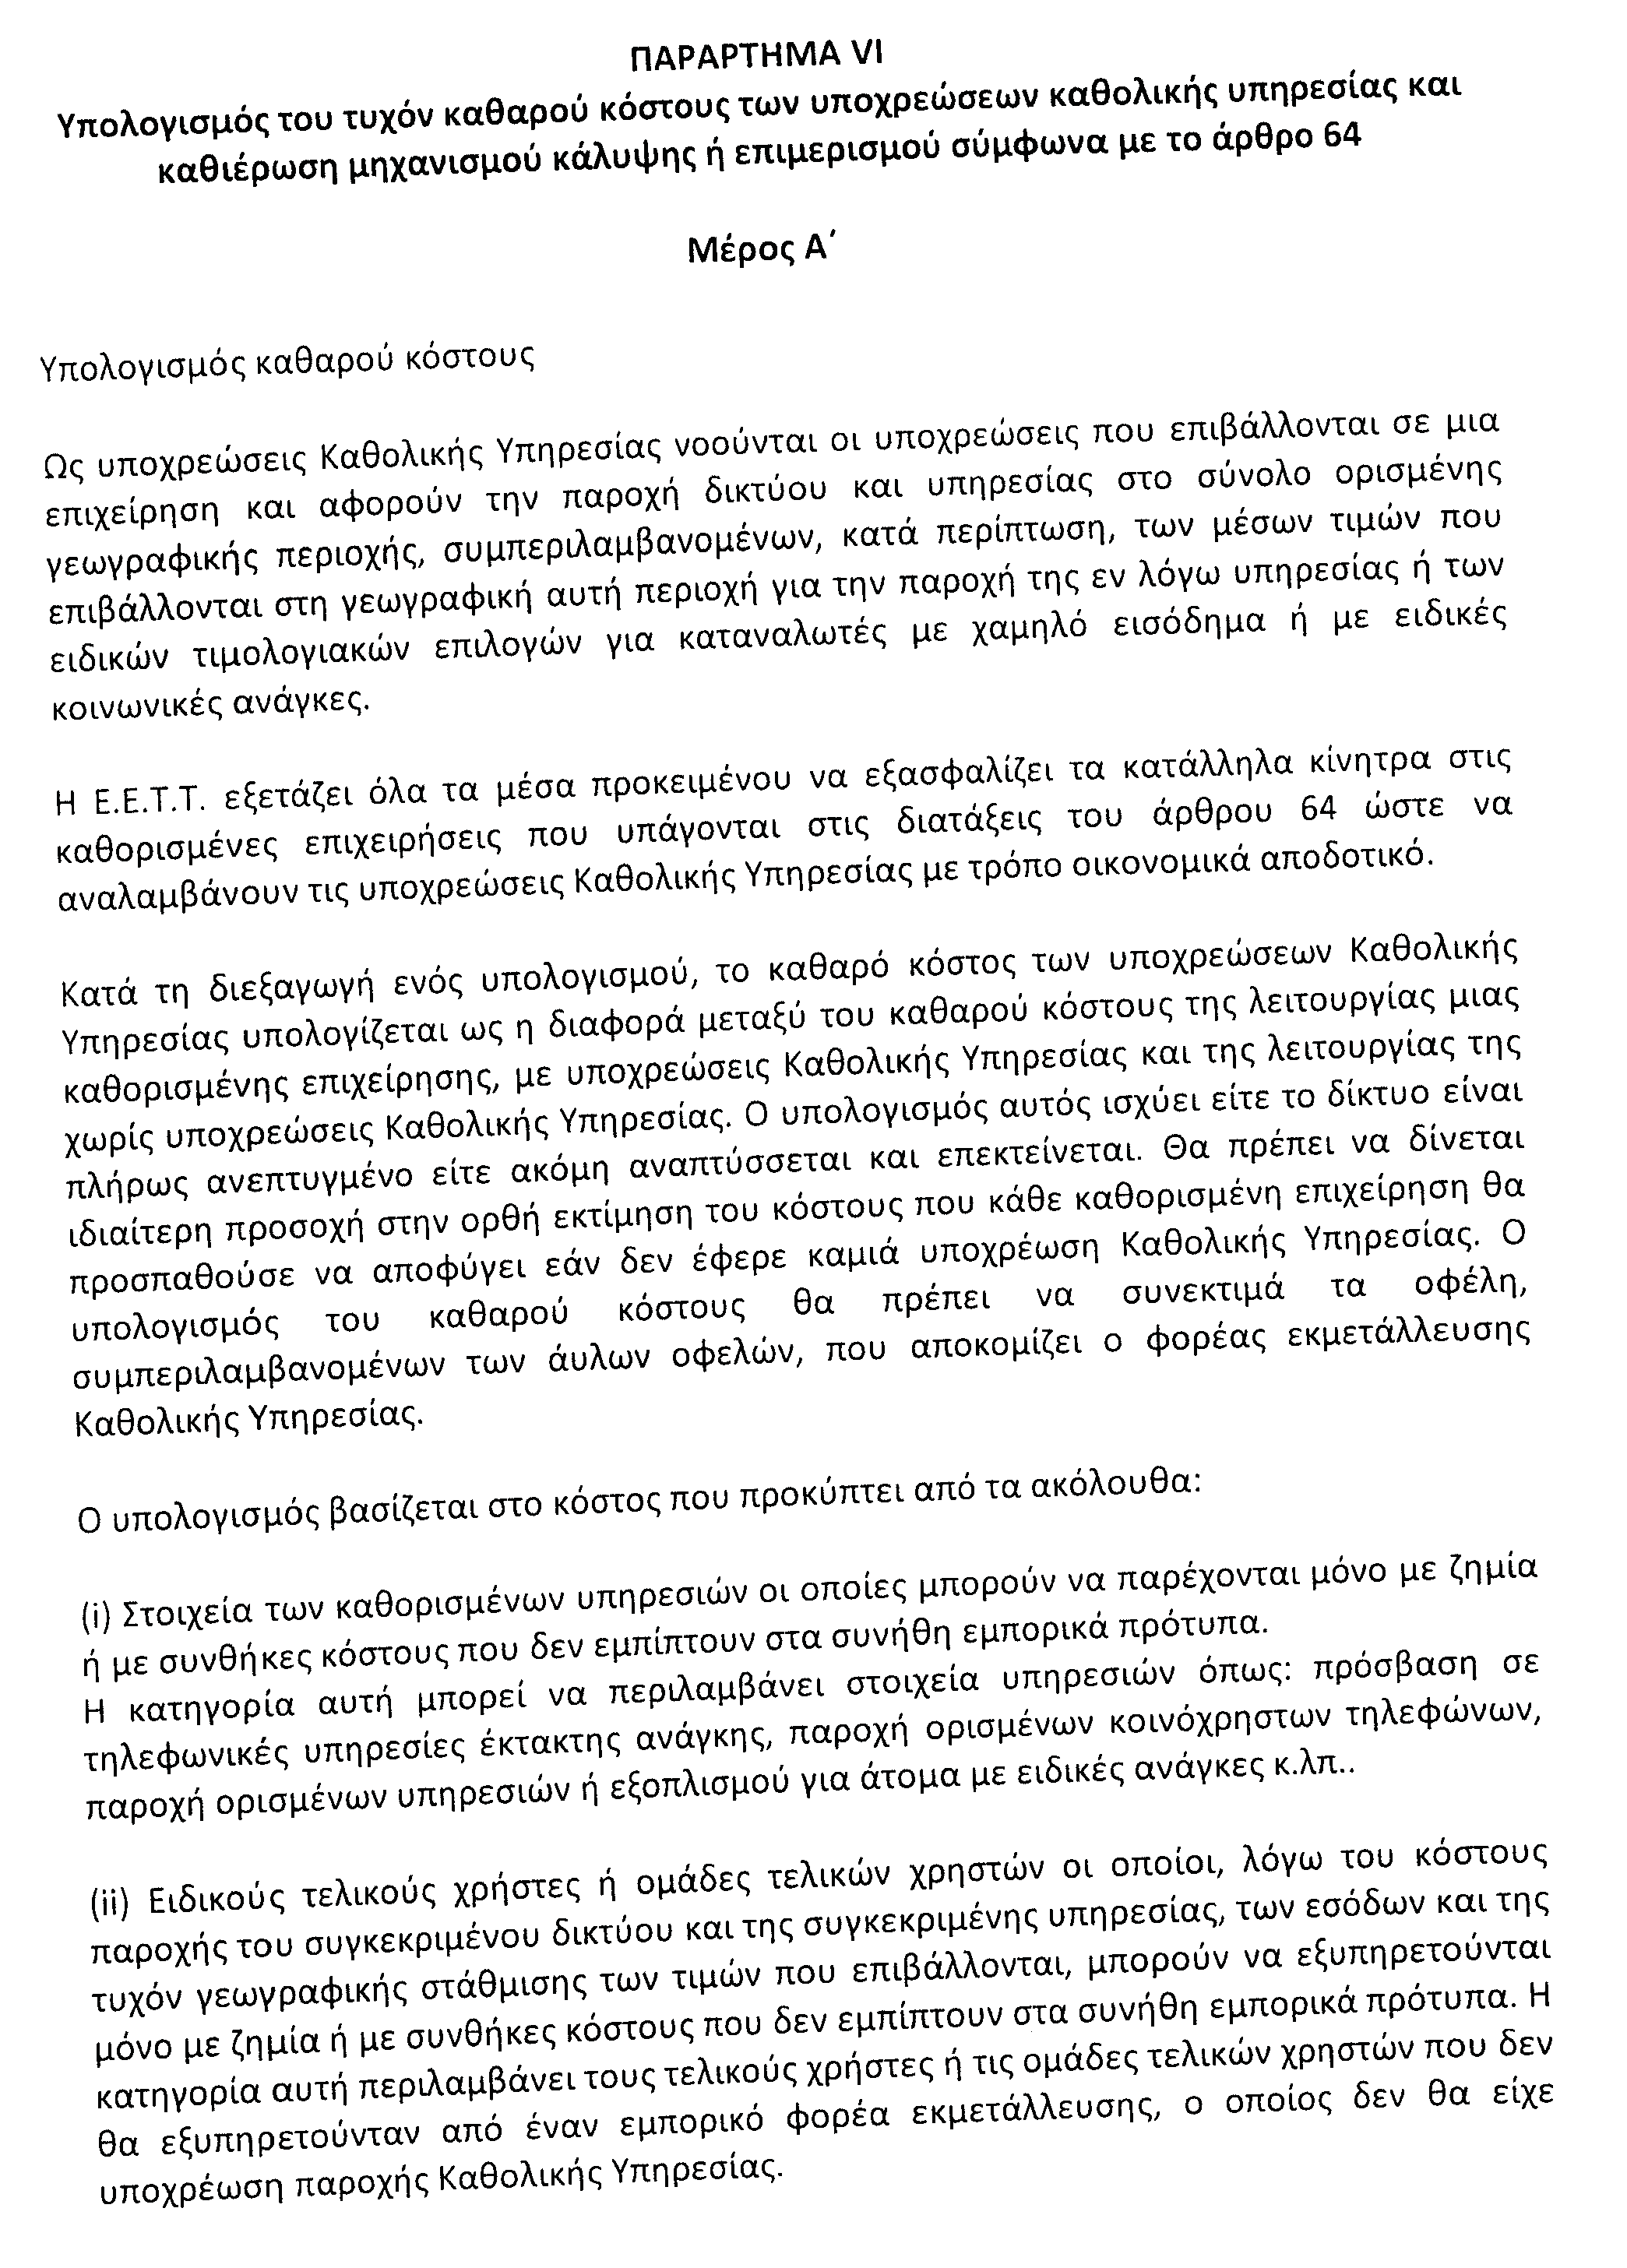 ΠΑΡΑΡΤΗΜΑ VI
Υπολογισμός του τυχόν καθαρού κόστους των υποχρεώσεων καθολικής υπηρεσίας και
καθιέρωση μηχανισμού κάλυψης ή επιμερισμού σύμφωνα με το άρθρο 64
Μέρος Α΄
Υπολογισμός καθαρού κόστους
Ως υποχρεώσεις Καθολικής Υπηρεσίας νοούνται οι υποχρεώσεις που επιβάλλονται σε μια
επιχείρηση και αφορούν την παροχή δικτύου και υπηρεσίας στο σύνολο ορισμένης
γεωγραφικής περιοχής, συμπεριλαμβανομένων, κατά περίπτωση, των μέσων τιμών που
επιβάλλονται στη γεωγραφική αυτή περιοχή για την παροχή της εν λόγω υπηρεσίας ή των
ειδικών τιμολογιακών επιλογών για καταναλωτές με χαμηλό εισόδημα ή με ειδικές
κοινωνικές ανάγκες.
Η Ε.Ε.Τ.Τ. εξετάζει όλα τα μέσα προκειμένου να εξασφαλίζει τα κατάλληλα κίνητρα στις
καθορισμένες επιχειρήσεις που υπάγονται στις διατάξεις του άρθρου 64 ώστε να
αναλαμβάνουν τις υποχρεώσεις Καθολικής Υπηρεσίας με τρόπο οικονομικά αποδοτικό.
Κατά τη διεξαγωγή ενός υπολογισμού, το καθαρό κόστος των υποχρεώσεων Καθολικής
Υπηρεσίας υπολογίζεται ως η διαφορά μεταξύ του καθαρού κόστους της λειτουργίας μιας
καθορισμένης επιχείρησης, με υποχρεώσεις Καθολικής Υπηρεσίας και της λειτουργίας της
χωρίς υποχρεώσεις Καθολικής Υπηρεσίας. Ο υπολογισμός αυτός ισχύει είτε το δίκτυο είναι
πλήρως ανεπτυγμένο είτε ακόμη αναπτύσσεται και επεκτείνεται. Θα πρέπει να δίνεται
ιδιαίτερη προσοχή στην ορθή εκτίμηση του κόστους που κάθε καθορισμένη επιχείρηση θα
προσπαθούσε να αποφύγει εάν δεν έφερε καμιά υποχρέωση Καθολικής Υπηρεσίας. Ο
υπολογισμός του καθαρού κόστους θα πρέπει να συνεκτιμά τα οφέλη,
συμπεριλαμβανομένων των άυλων οφελών, που αποκομίζει ο φορέας εκμετάλλευσης
Καθολικής Υπηρεσίας.
Ο υπολογισμός βασίζεται στο κόστος που προκύπτει από τα ακόλουθα:
(i) Στοιχεία των καθορισμένων υπηρεσιών οι οποίες μπορούν να παρέχονται μόνο με ζημία
ή με συνθήκες κόστους που δεν εμπίπτουν στα συνήθη εμπορικά πρότυπα.
Η κατηγορία αυτή μπορεί να περιλαμβάνει στοιχεία υπηρεσιών όπως: πρόσβαση σε
τηλεφωνικές υπηρεσίες έκτακτης ανάγκης, παροχή ορισμένων κοινόχρηστων τηλεφώνων,
παροχή ορισμένων υπηρεσιών ή εξοπλισμού για άτομα με ειδικές ανάγκες κ.λπ..
(ii) Ειδικούς τελικούς χρήστες ή ομάδες τελικών χρηστών οι οποίοι, λόγω του κόστους
παροχής του συγκεκριμένου δικτύου και της συγκεκριμένης υπηρεσίας, των εσόδων και της
τυχόν γεωγραφικής στάθμισης των τιμών που επιβάλλονται, μπορούν να εξυπηρετούνται
μόνο με ζημία ή με συνθήκες κόστους που δεν εμπίπτουν στα συνήθη εμπορικά πρότυπα. Η
κατηγορία αυτή περιλαμβάνει τους τελικούς χρήστες ή τις ομάδες τελικών χρηστών που δεν
θα εξυπηρετούνταν από έναν εμπορικό φορέα εκμετάλλευσης, ο οποίος δεν θα είχε
υποχρέωση παροχής Καθολικής Υπηρεσίας.